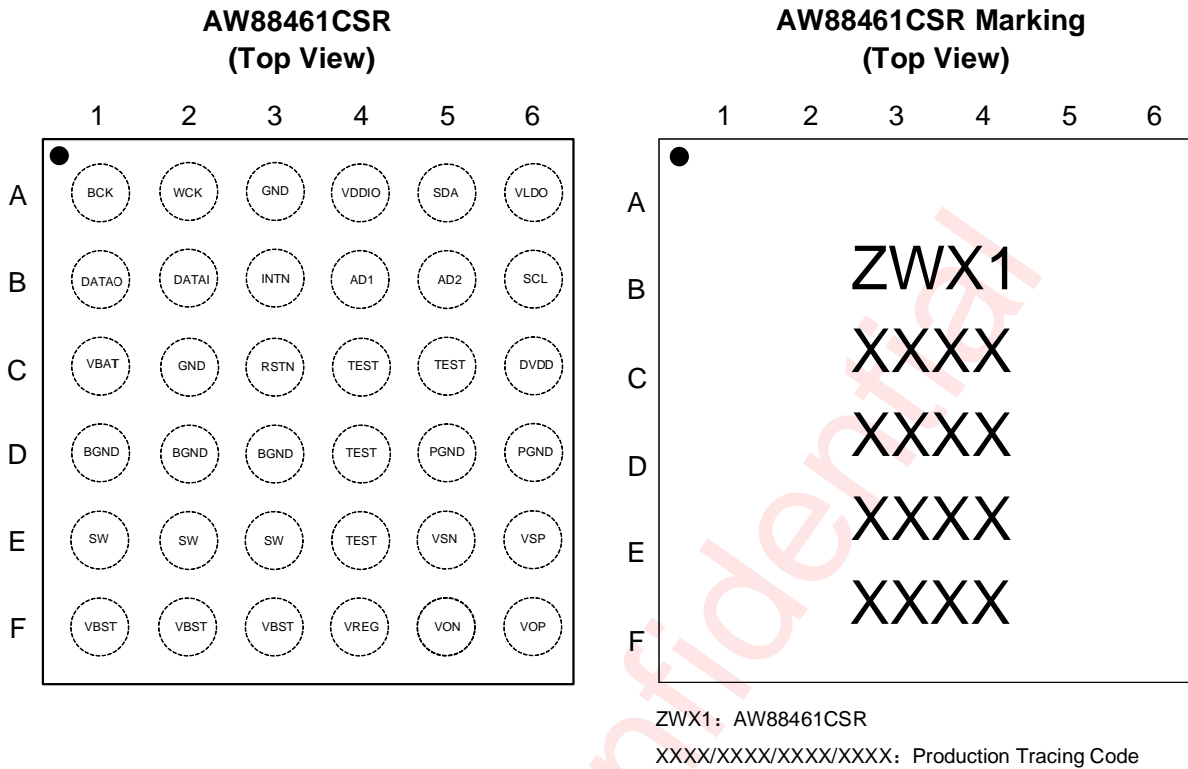 AW88461CSR
(Top View)
1 2 3 4 5 6
A BCK WCK GND VDDIO SDA VLDO
B DATAO DATAI INTN AD1 AD2 SCL
C VBAT GND RSTN TEST TEST DVDD
D BGND BGND BGND TEST PGND PGND
E SW SW SW TEST VSN VSP
F VBST VBST VBST VREG VON VOP
AW88461CSR Marking
(Top View)
1 2 3 4 5 6
A
B ZWX1
C XXXX
D XXXX
E XXXX
F XXXX
ZWX1：AW88461CSR
XXXX/XXXX/XXXX/XXXX：Production Tracing Code
nfidential